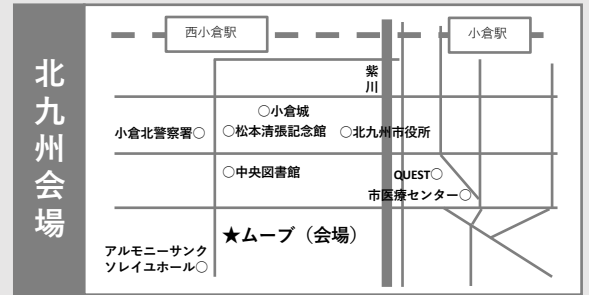 北九州会場
西小倉駅
小倉駅
紫川
○小倉城
小倉北警察署○
○松本清張記念館
○北九州市役所
○中央図書館
QUEST○
市医療センター○
★ムーブ（会場）
アルモニーサンク
ソレイユホール○